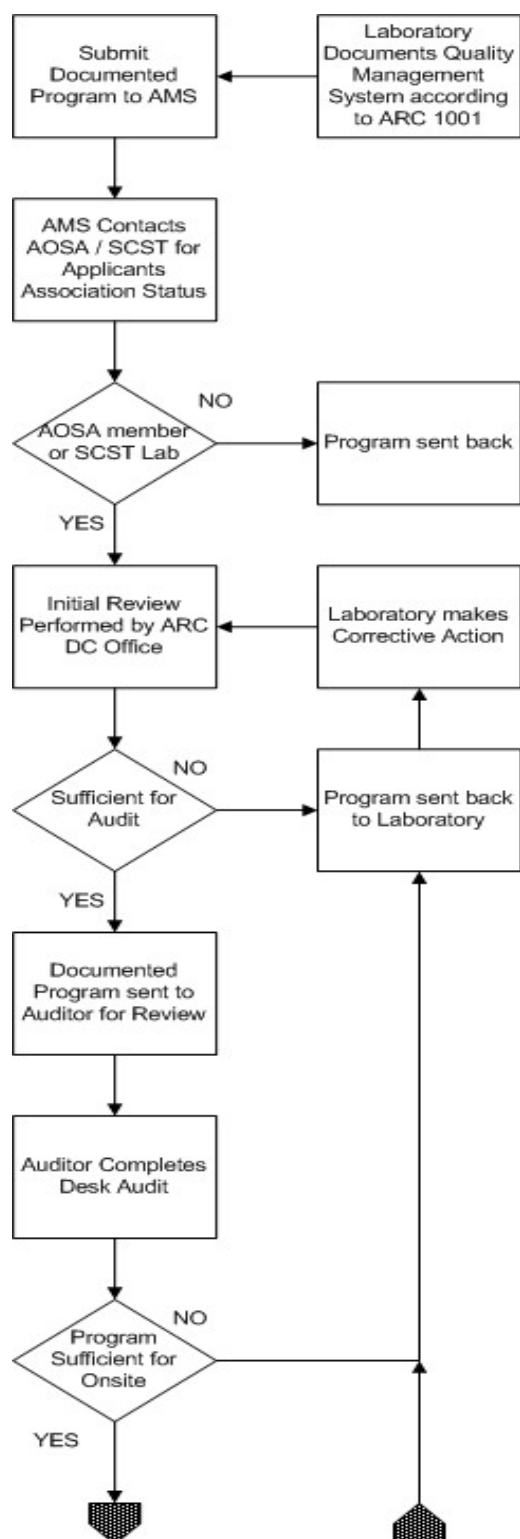 Submit
Documented
Program to AMS
Laboratory
Documents Quality
Management
System according
to ARC 1001
AMS Contacts
AOSA / SCST for
Applicants
Association Status
NO
AOSA member
or SCST Lab
Program sent back
YES
Initial Review
Performed by ARC
DC Office
Laboratory makes
Corrective Action
NO
Sufficient for
Audit
Program sent back
to Laboratory
YES
Documented
Program sent to
Auditor for Review
Auditor Completes
Desk Audit
NO
Program
Sufficient for
Onsite
YES